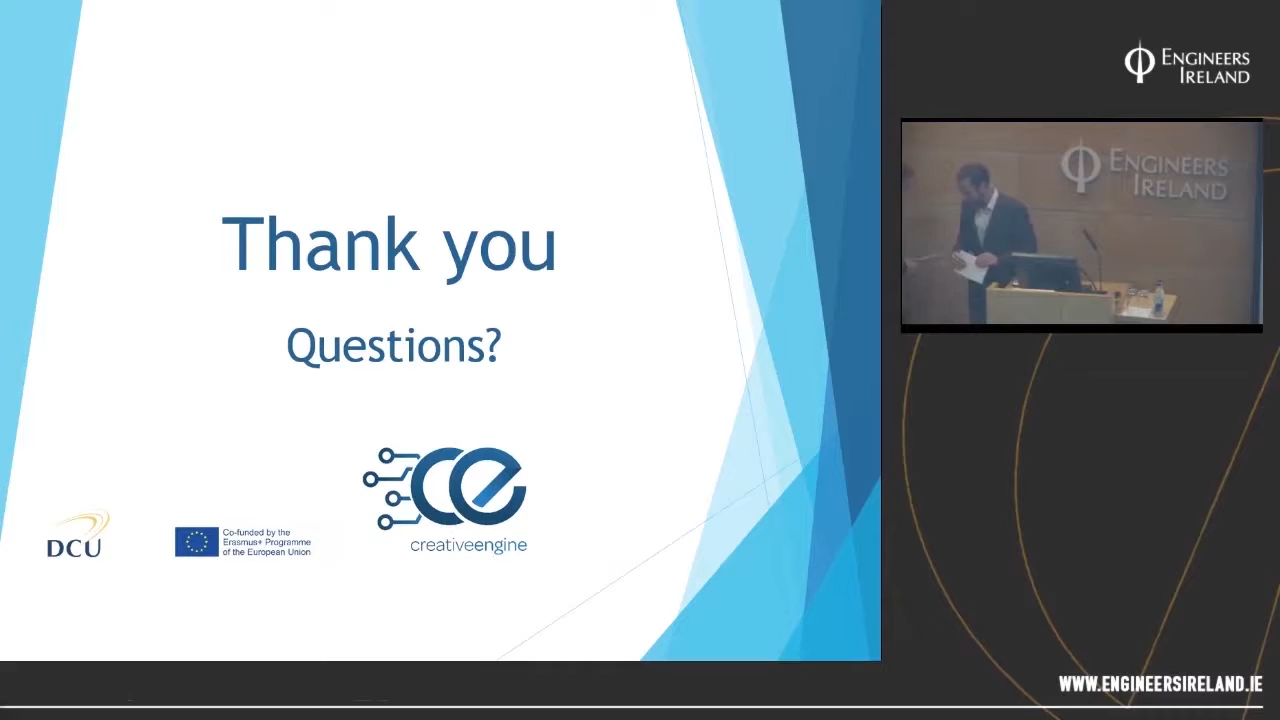 Thank you
Questions?
DCU
Co-funded by the
Erasmus+ Programme
of the European Union
ce
creativeengine
ENGINEERS
IRELAND
ENGINEERS
IRELAND
WWW.ENGINEERSIRELAND.IE